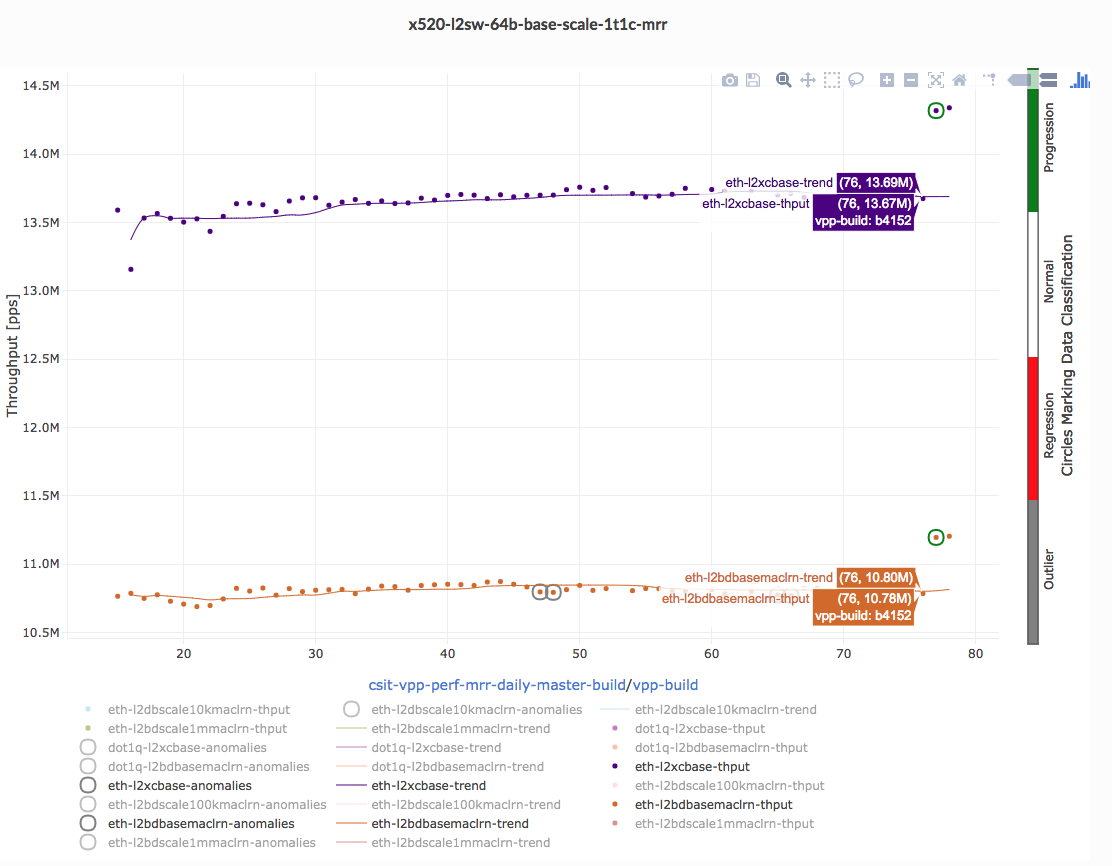 x520-l2sw-64b-base-scale-1t1c-mrr
14.5M
14.0M
13.5M
13.0M
12.5M
12.0M
11.5M
11.0M
10.5M
Throughput [pps]
eth-l2xcbase-trend (76, 13.69M)
eth-l2xcbase-thput (76, 13.67M)
vpp-build: b4152
eth-l2bdbasemaclrn-trend (76, 10.80M)
eth-l2bdbasemaclrn-thput (76, 10.78M)
vpp-build: b4152
Progression
Normal
Regression
Outlier
Circles Marking Data Classification
20 30 40 50 60 70 80
csit-vpp-perf-mrr-daily-master-build/vpp-build
eth-l2dbscale10kmaclrn-thput eth-l2dbscale10kmaclrn-anomalies eth-l2dbscale10kmaclrn-trend
eth-l2bdscale1mmaclrn-thput eth-l2bdscale1mmaclrn-trend dot1q-l2xcbase-thput
dot1q-l2xcbase-anomalies dot1q-l2xcbase-trend dot1q-l2bdbasemaclrn-thput
dot1q-l2bdbasemaclrn-anomalies dot1q-l2bdbasemaclrn-trend eth-l2xcbase-thput
eth-l2xcbase-anomalies eth-l2xcbase-trend eth-l2bdscale100kmaclrn-thput
eth-l2bdscale100kmaclrn-anomalies eth-l2bdscale100kmaclrn-trend eth-l2bdbasemaclrn-thput
eth-l2bdbasemaclrn-anomalies eth-l2bdbasemaclrn-trend eth-l2bdscale1mmaclrn-thput
eth-l2bdscale1mmaclrn-anomalies eth-l2bdscale1mmaclrn-trend